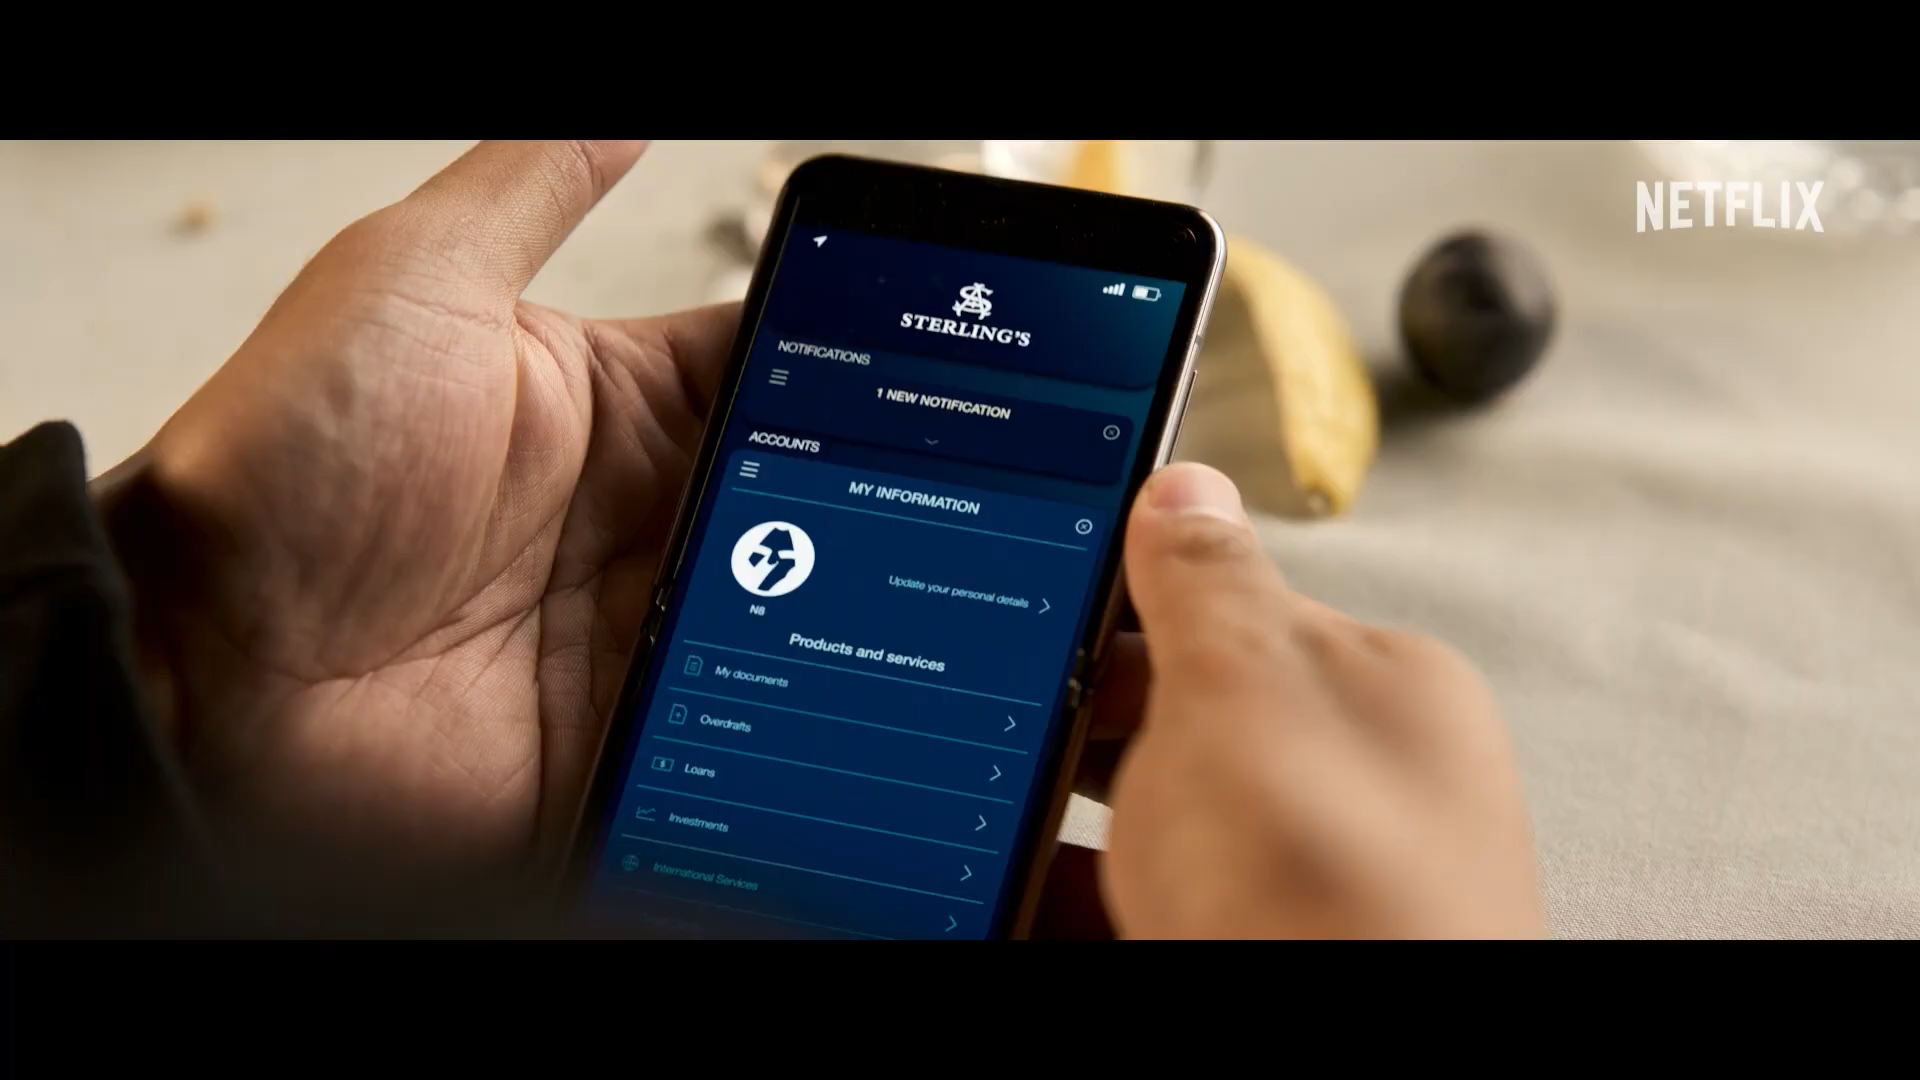 NETFLIX
STERLING'S
NOTIFICATIONS
1 NEW NOTIFICATION
ACCOUNTS
MY INFORMATION
Update your personal details
N8
Products and services
My documents
Overdrafts
Loans
Investments
International Services